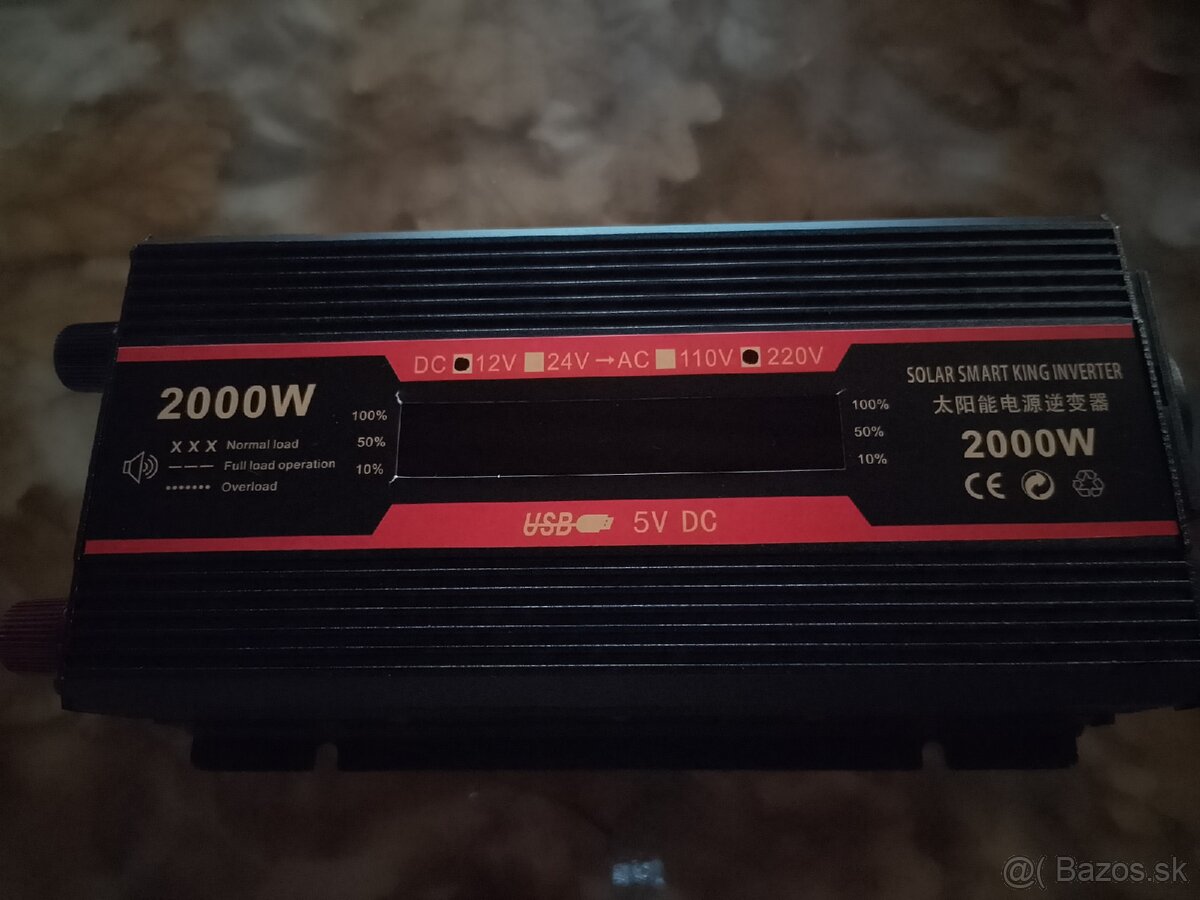 DC 12V 24V → AC 110V 220V
2000W
100%
50%
10%
X X X Normal load
--- Full load operation
....... Overload
100%
50%
10%
SOLAR SMART KING INVERTER
太阳能电源逆变器
2000W
CE
USB 5V DC
@( Bazos.sk